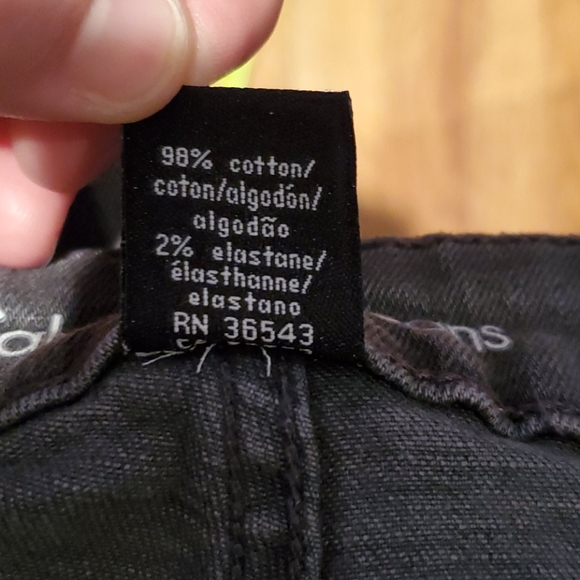 98% cotton/
coton/algodón/
algodão
2% elastane/
élasthanne/
elastano
RN 36543